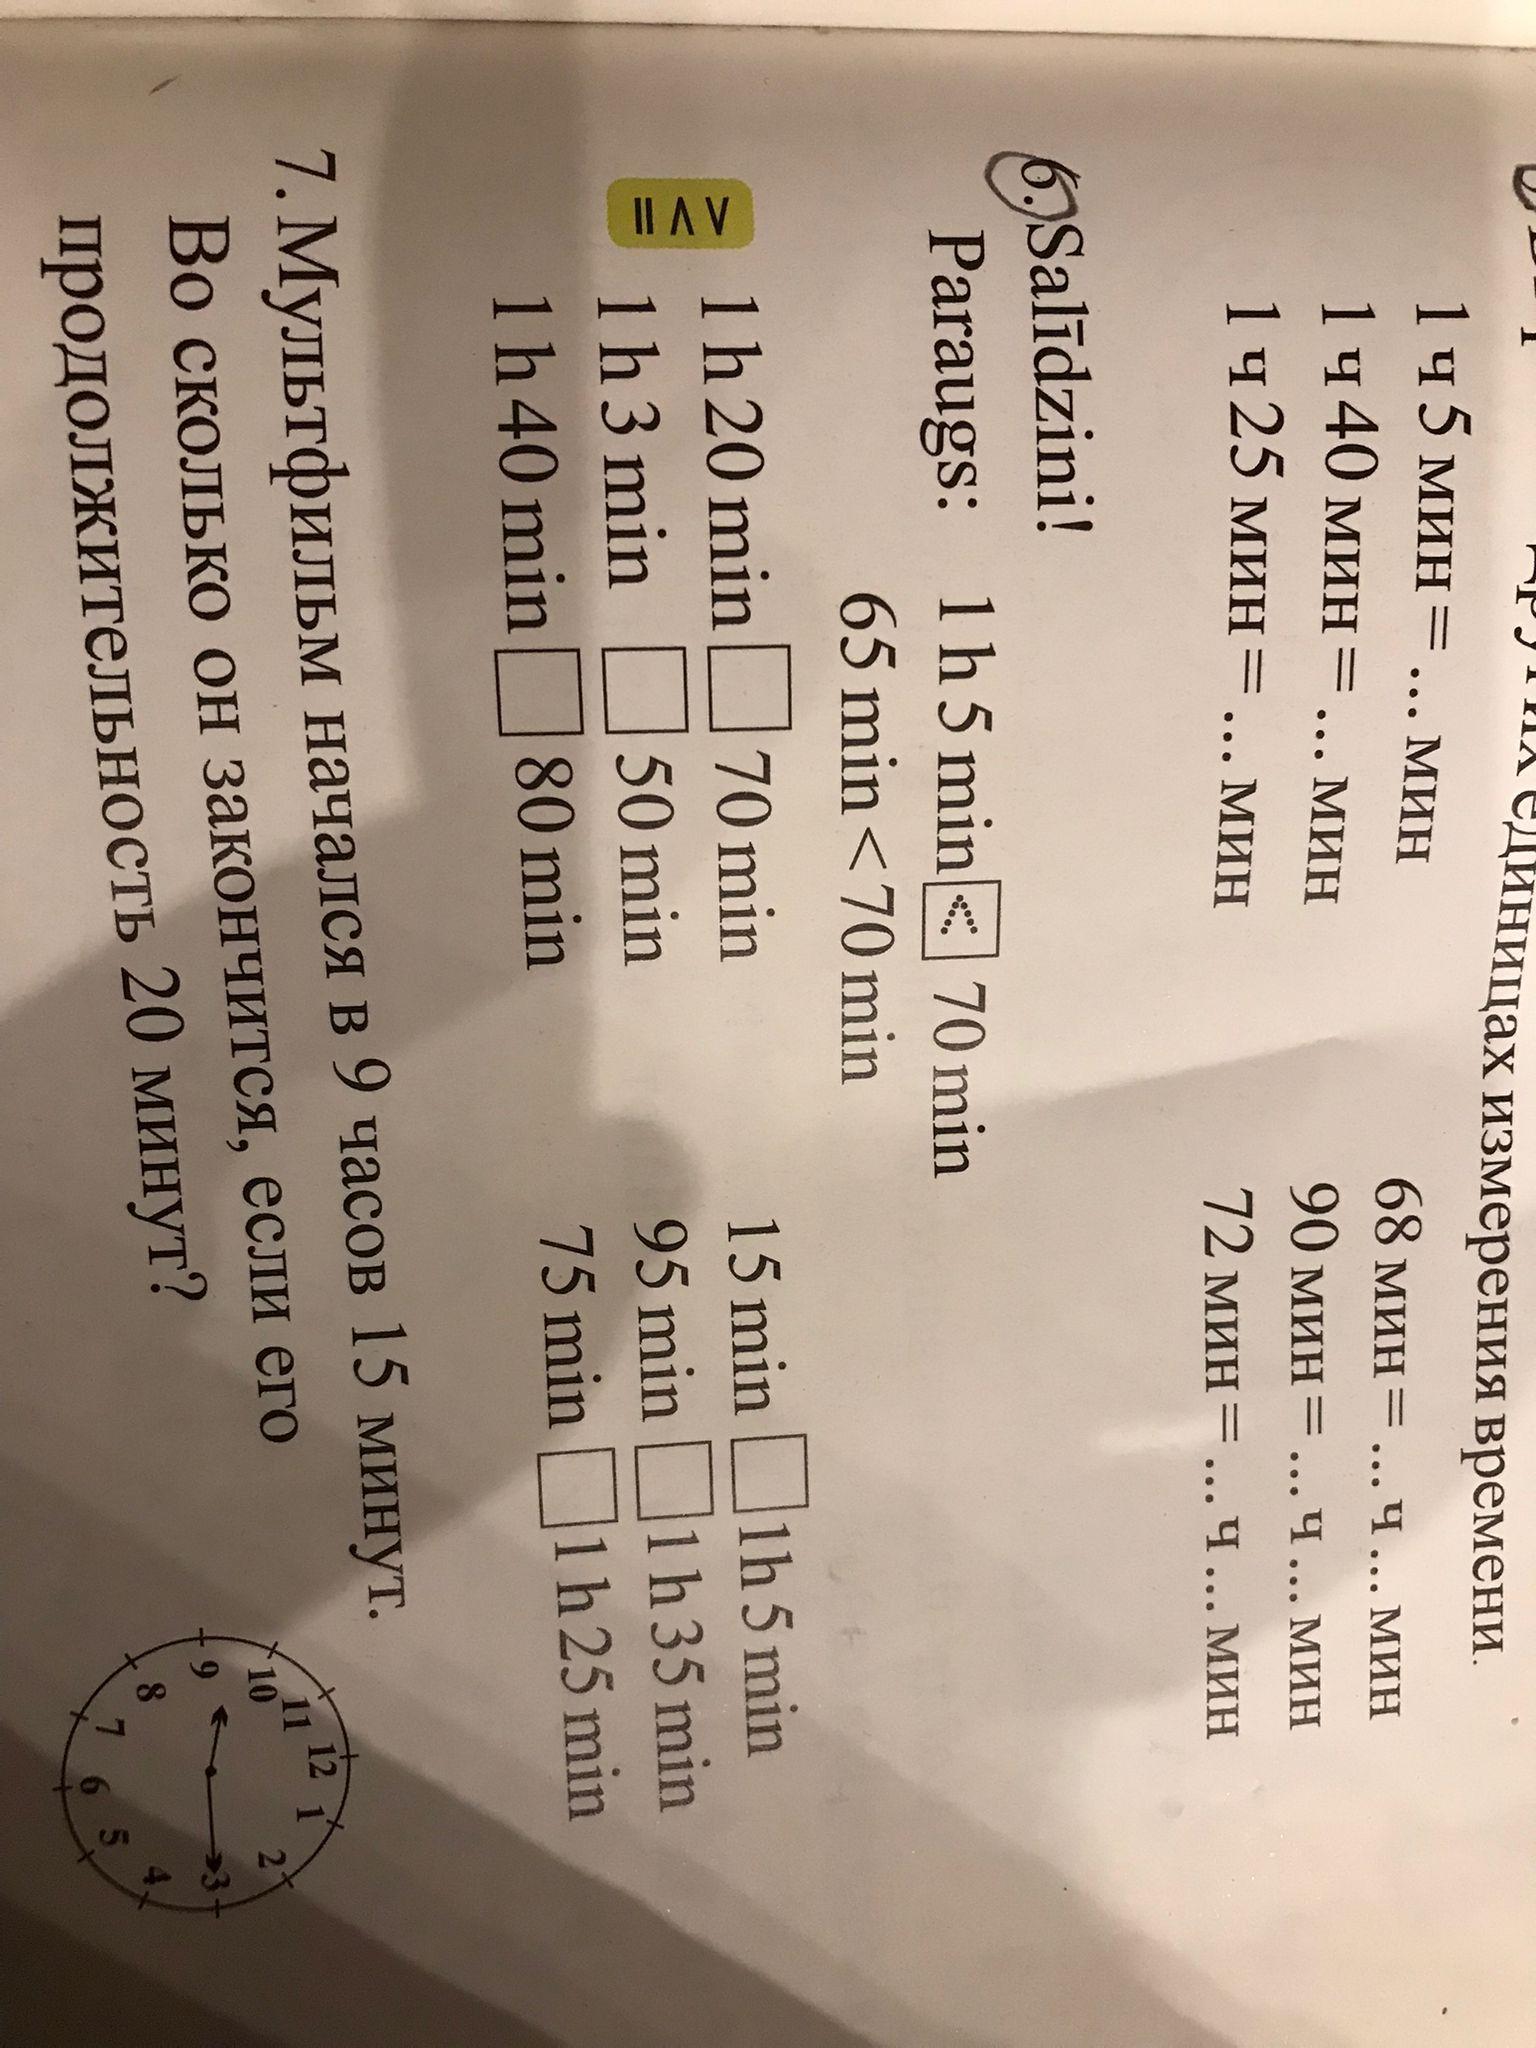 других единицах измерения времени.
1 ч 5 мин = ... мин 68 мин = ... ч ... мин
1 ч 40 мин = ... мин 90 мин = ... ч ... мин
1 ч 25 мин = ... мин 72 мин = ... ч ... мин
6. Salīdzini!
Paraugs: 1 h 5 min < 70 min
65 min < 70 min
< > =
1 h 20 min 70 min 15 min 1h 5 min
1 h 3 min 50 min 95 min 1 h 35 min
1 h 40 min 80 min 75 min 1 h 25 min
7. Мультфильм начался в 9 часов 15 минут.
Во сколько он закончится, если его
продолжительность 20 минут?
12 1 2 3 4 5 6 7 8 9 10 11